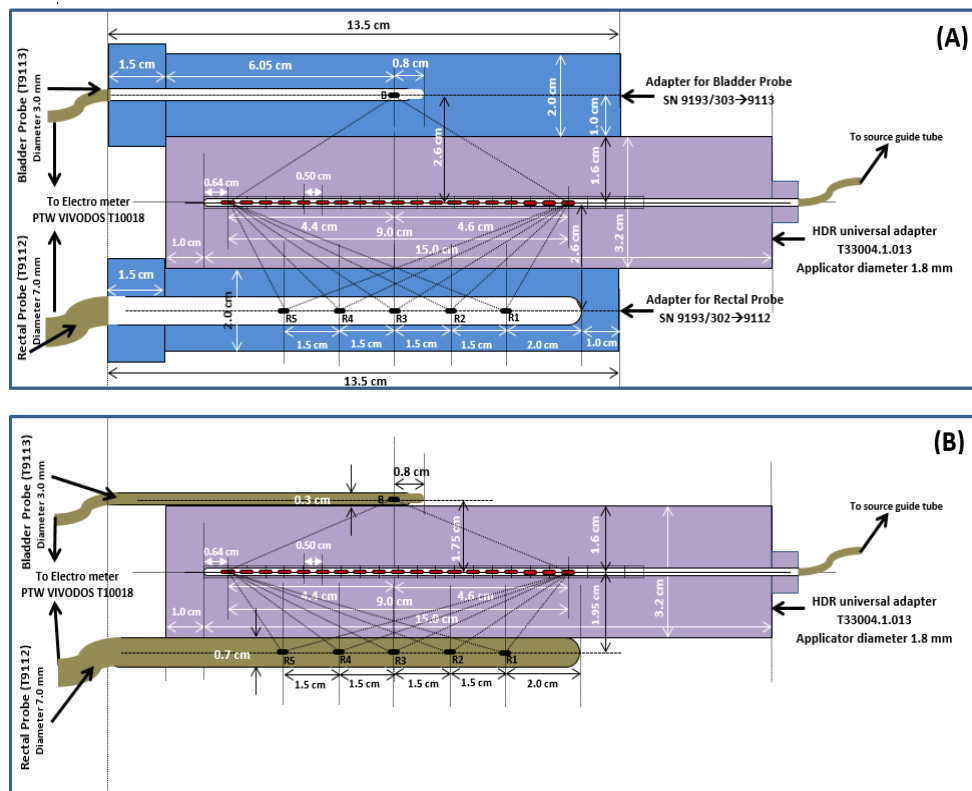 (A)
13.5 cm
1.5 cm
6.05 cm
0.8 cm
Bladder Probe (T9113)
Diameter 3.0 mm
B
2.0 cm
1.0 cm
Adapter for Bladder Probe
SN 9193/303→9113
2.6 cm
1.6 cm
To source guide tube
0.64 cm
0.50 cm
To Electro meter
PTW VIVODOS T10018
4.4 cm
4.6 cm
9.0 cm
15.0 cm
1.0 cm
2.6 cm
3.2 cm
HDR universal adapter
T33004.1.013
Applicator diameter 1.8 mm
Rectal Probe (T9112)
Diameter 7.0 mm
1.5 cm
2.0 cm
R5
R4
R3
R2
R1
Adapter for Rectal Probe
SN 9193/302→9112
1.5 cm
1.5 cm
1.5 cm
1.5 cm
2.0 cm
1.0 cm
13.5 cm
(B)
Bladder Probe (T9113)
Diameter 3.0 mm
0.8 cm
0.3 cm
B
1.75 cm
1.6 cm
To source guide tube
0.64 cm
0.50 cm
To Electro meter
PTW VIVODOS T10018
4.4 cm
4.6 cm
9.0 cm
15.0 cm
1.0 cm
1.95 cm
3.2 cm
HDR universal adapter
T33004.1.013
Applicator diameter 1.8 mm
Rectal Probe (T9112)
Diameter 7.0 mm
0.7 cm
R5
R4
R3
R2
R1
1.5 cm
1.5 cm
1.5 cm
1.5 cm
2.0 cm